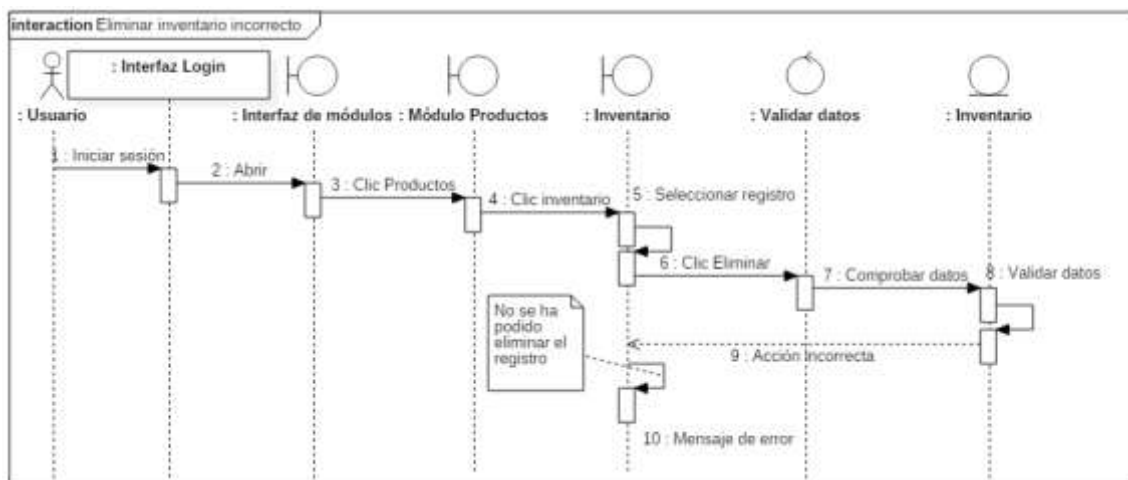 interaction Eliminar inventario incorrecto
: Interfaz Login
: Usuario
: Interfaz de módulos
: Módulo Productos
: Inventario
: Validar datos
: Inventario
1 : Iniciar sesión
2 : Abrir
3 : Clic Productos
4 : Clic inventario
5 : Seleccionar registro
6 : Clic Eliminar
7 : Comprobar datos
8 : Validar datos
No se ha
podido
eliminar el
registro
9 : Acción Incorrecta
10 : Mensaje de error